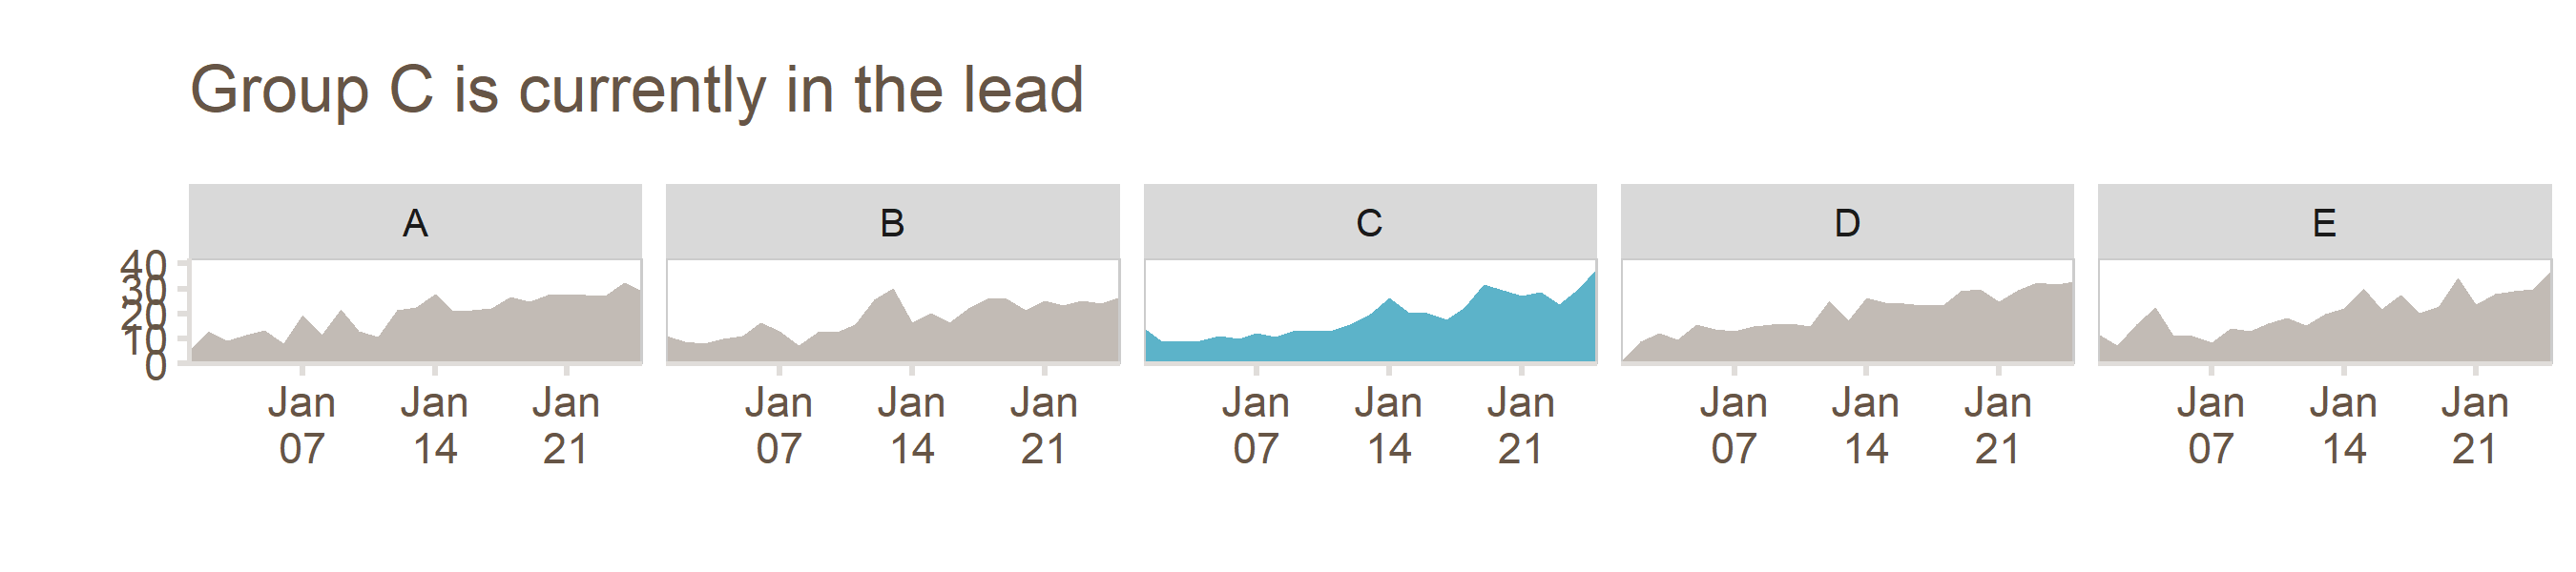 Group C is currently in the lead
A B C D E
40
30
20
10
0
Jan Jan Jan Jan Jan Jan Jan Jan Jan Jan Jan Jan Jan Jan Jan
07 14 21 07 14 21 07 14 21 07 14 21 07 14 21